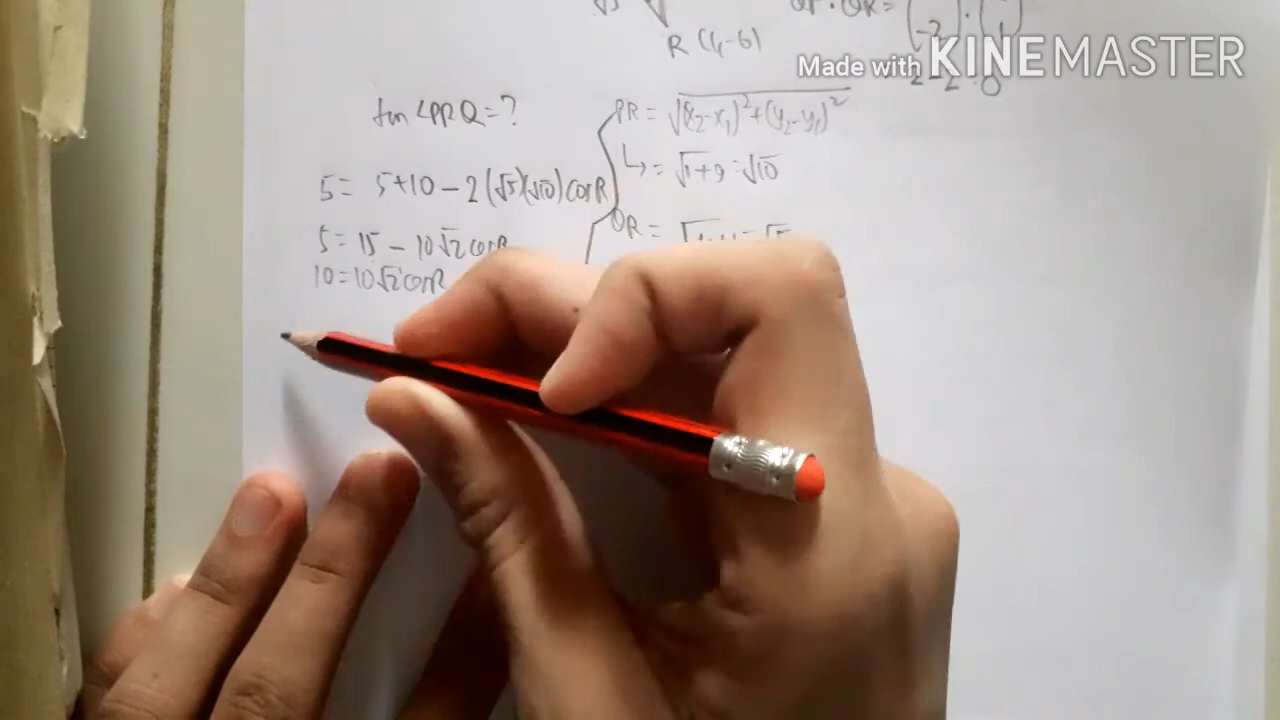 R (4-6)
Made with KINEMASTER
tan ∠PRQ = ?
PR = √(x₂-x₁)²+(y₂-y₁)²
↳ = √1+9 = √10
5 = 5+10 - 2(√5)(√10) cos R
QR =
5 = 15 - 10√2 cos R
10 = 10√2 cos R